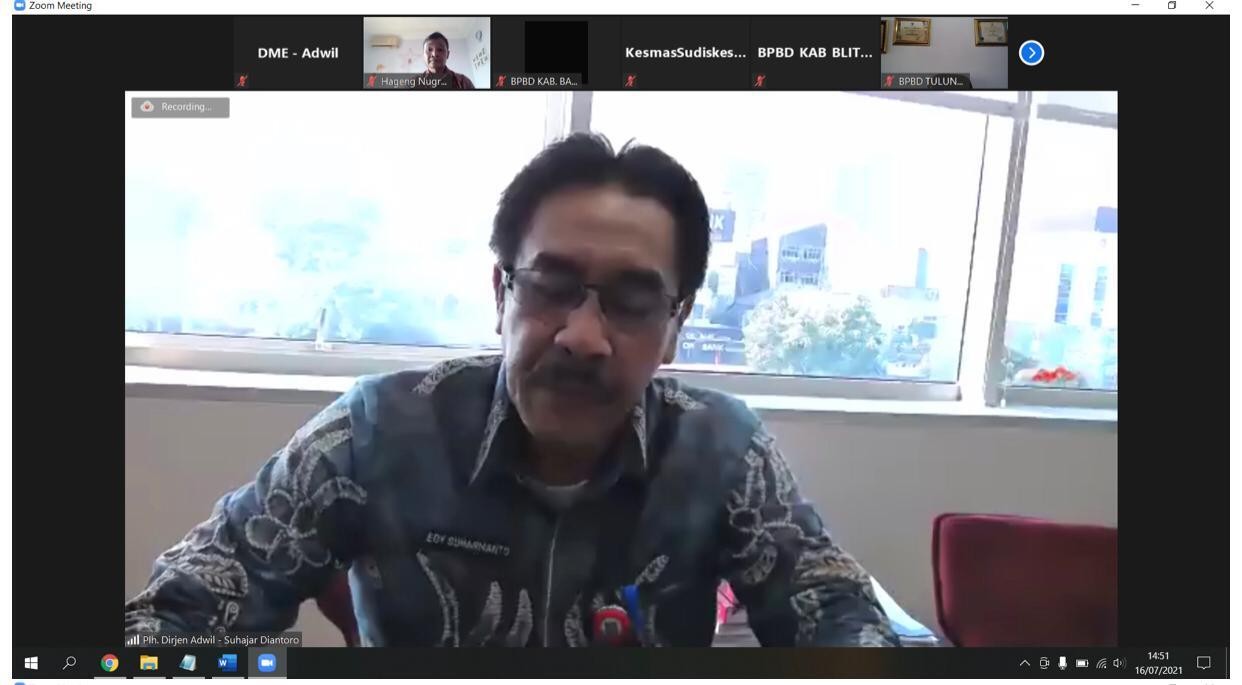 Zoom Meeting
DME - Adwil
Hageng Nugr...
BPBD KAB. BA...
KesmasSudiskes...
BPBD KAB BLIT...
BPBD TULUN...
Recording...
BANK
EDY SUHARMANTO
Plh. Dirjen Adwil - Suhajar Diantoro
14:51
16/07/2021